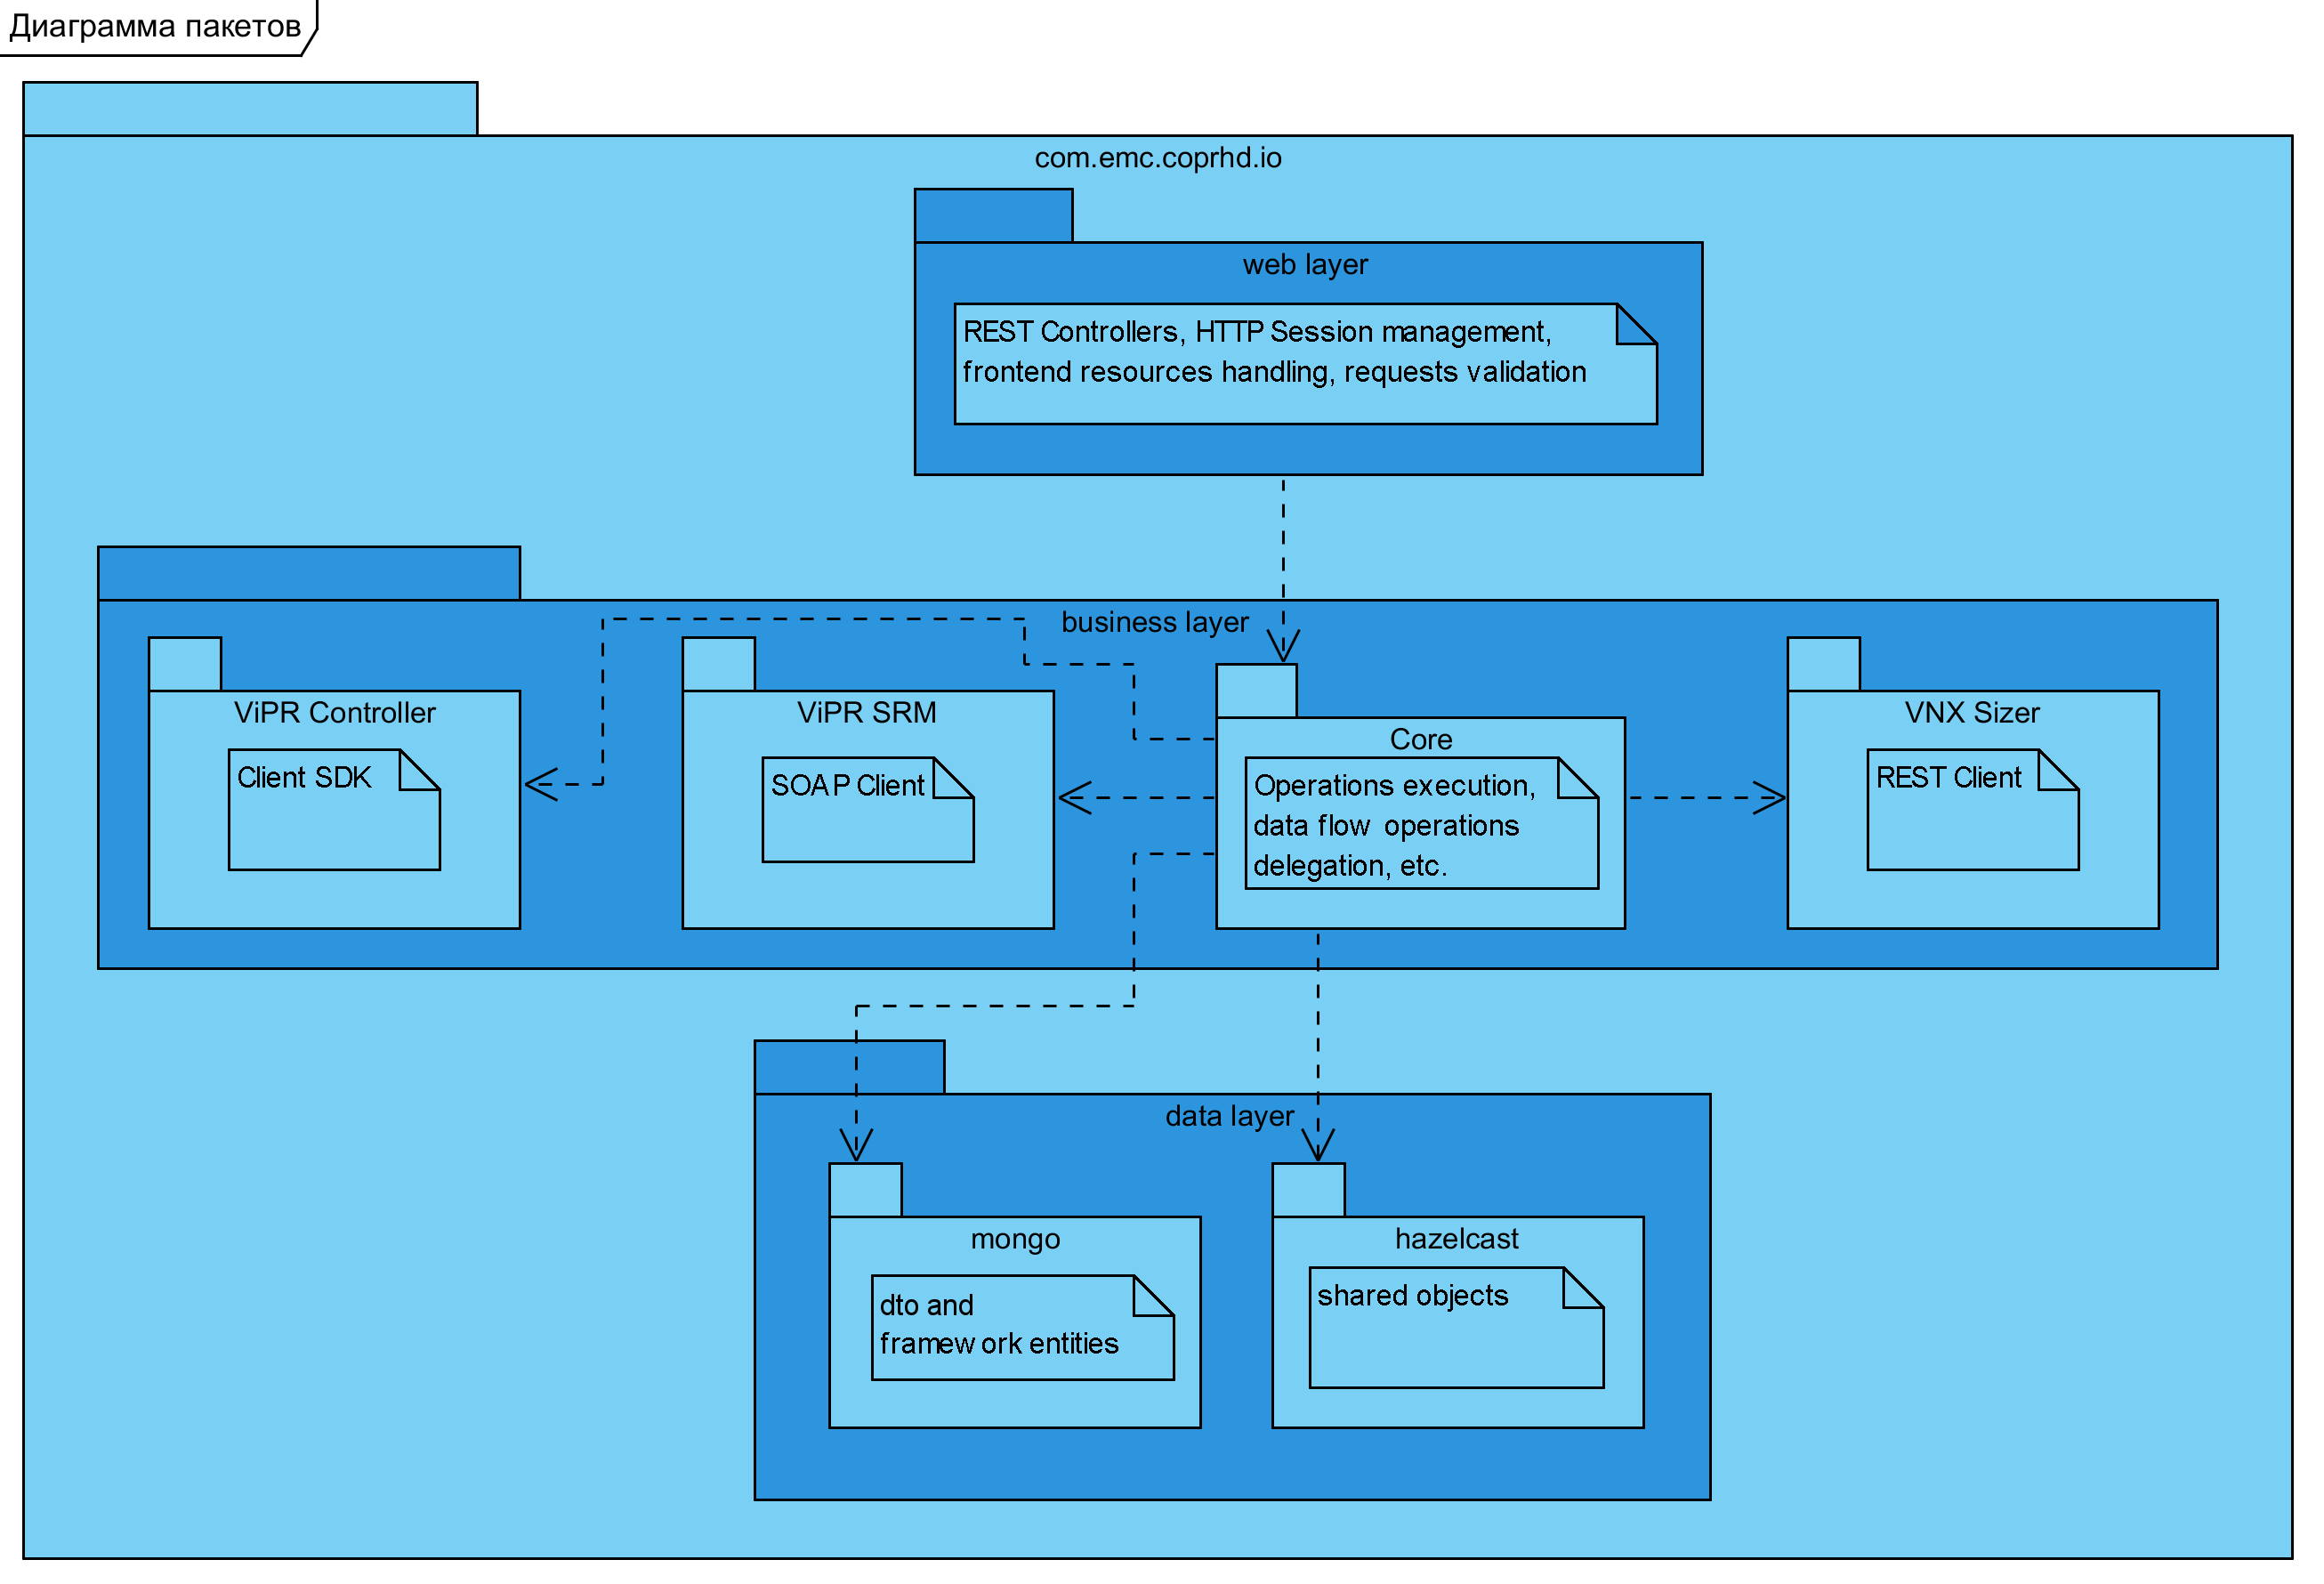 Диаграмма пакетов
com.emc.coprhd.io
web layer
REST Controllers, HTTP Session management,
frontend resources handling, requests validation
business layer
ViPR Controller
Client SDK
ViPR SRM
SOAP Client
Core
Operations execution,
data flow operations
delegation, etc.
VNX Sizer
REST Client
data layer
mongo
dto and
framework entities
hazelcast
shared objects